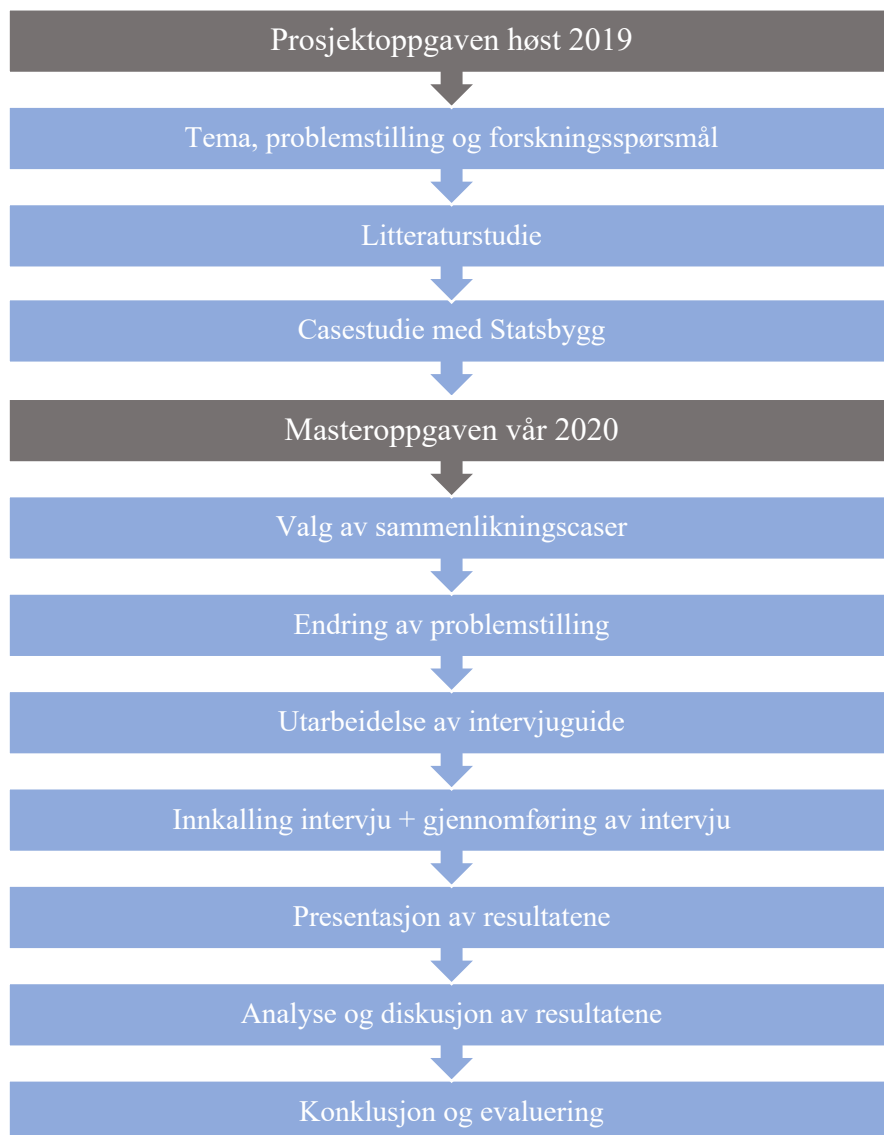 Prosjektoppgaven høst 2019
Tema, problemstilling og forskningsspørsmål
Litteraturstudie
Casestudie med Statsbygg
Masteroppgaven vår 2020
Valg av sammenlikningscaser
Endring av problemstilling
Utarbeidelse av intervjuguide
Innkalling intervju + gjennomføring av intervju
Presentasjon av resultatene
Analyse og diskusjon av resultatene
Konklusjon og evaluering